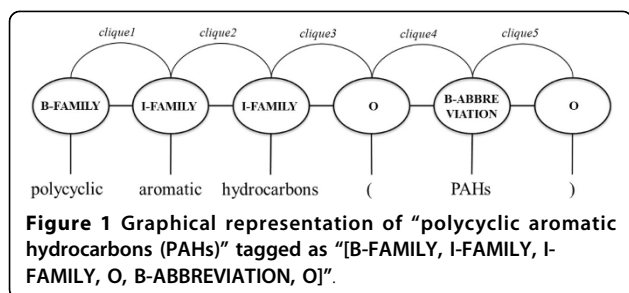 clique1 clique2 clique3 clique4 clique5
B-FAMILY I-FAMILY I-FAMILY O B-ABBRE
VIATION O
polycyclic aromatic hydrocarbons ( PAHs )
Figure 1 Graphical representation of “polycyclic aromatic
hydrocarbons (PAHs)” tagged as “[B-FAMILY, I-FAMILY, I-
FAMILY, O, B-ABBREVIATION, O]”.